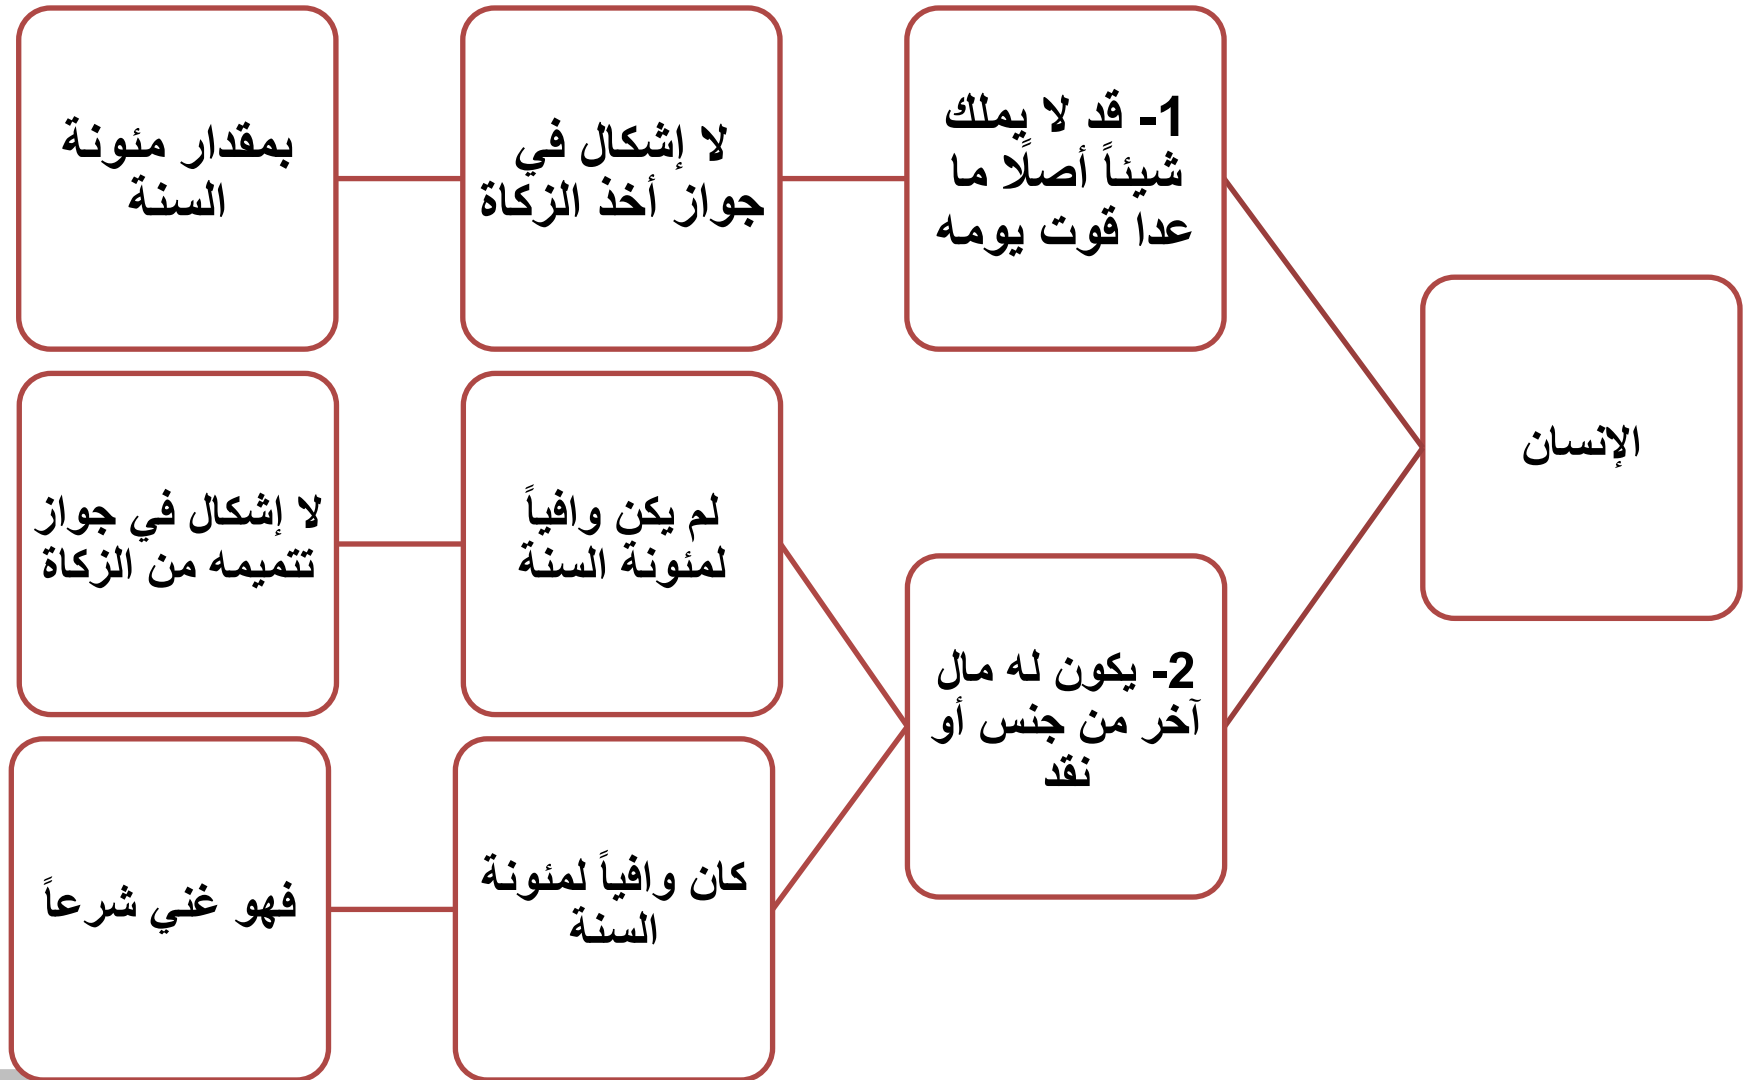 الإنسان
1- قد لا يملك
شيئاً أصلًا ما
عدا قوت يومه
لا إشكال في
جواز أخذ الزكاة
بمقدار مئونة
السنة
2- يكون له مال
آخر من جنس أو
نقد
لم يكن وافياً
لمئونة السنة
لا إشكال في جواز
تتميمه من الزكاة
كان وافياً لمئونة
السنة
فهو غني شرعاً